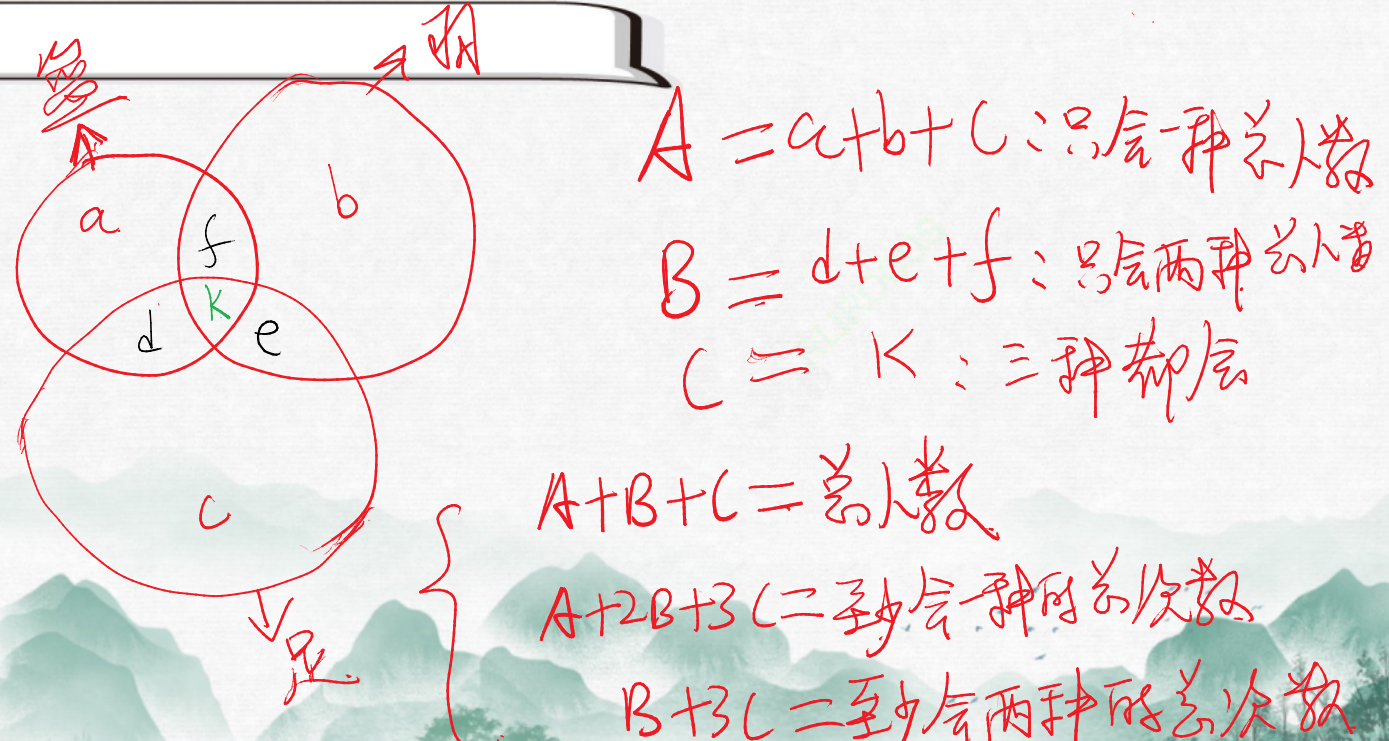 篮
羽
a
b
f
k
d
e
c
足
A=a+b+c:只会一种总人数
B=d+e+f:只会两种总人数
C=K:三种都会
A+B+C=总人数
A+2B+3C=至少会一种的总次数
B+3C=至少会两种的总次数